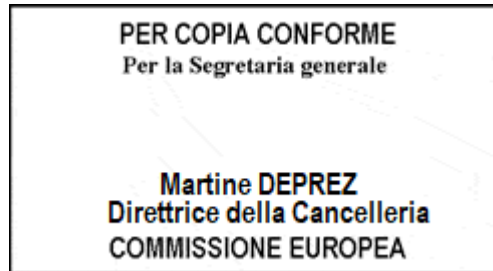 PER COPIA CONFORME
Per la Segretaria generale
Martine DEPREZ
Direttrice della Cancelleria
COMMISSIONE EUROPEA